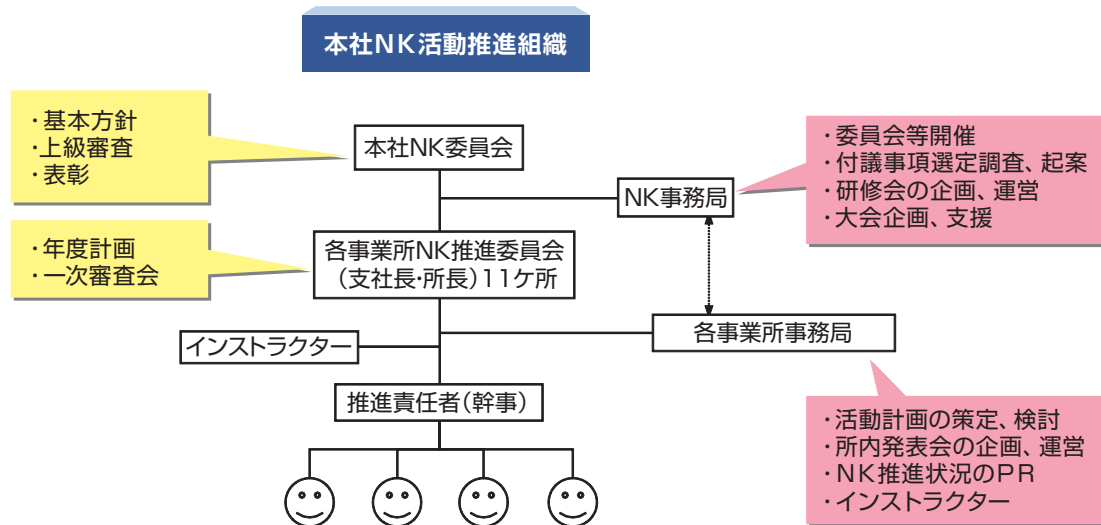 本社NK活動推進組織
・基本方針
・上級審査
・表彰
本社NK委員会
・委員会等開催
・付議事項選定調査、起案
・研修会の企画、運営
・大会企画、支援
NK事務局
・年度計画
・一次審査会
各事業所NK推進委員会
(支社長・所長)11ケ所
インストラクター
各事業所事務局
推進責任者(幹事)
・活動計画の策定、検討
・所内発表会の企画、運営
・NK推進状況のPR
・インストラクター